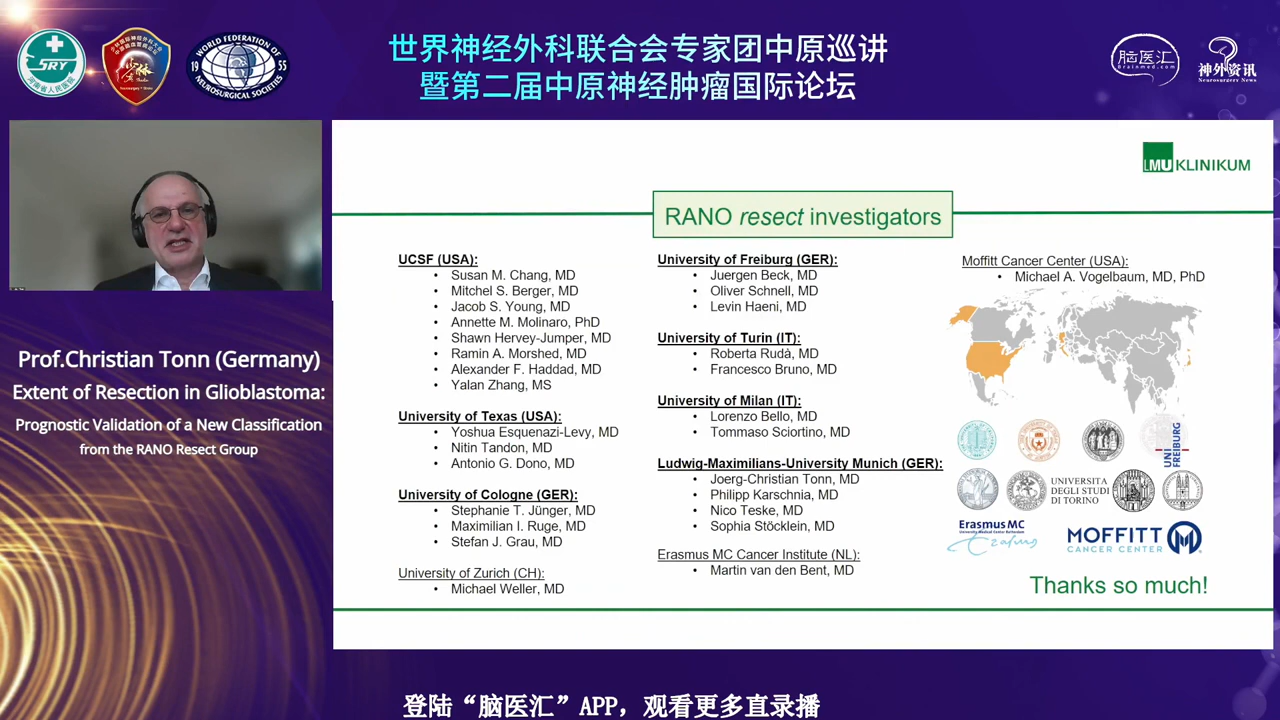 SRY
WORLD FEDERATION OF
NEUROSURGICAL SOCIETIES
19 55
世界神经外科联合会专家团中原巡讲
暨第二届中原神经肿瘤国际论坛
脑医汇
Brainmed.com
神外资讯
Neurosurgery News
LMU KLINIKUM
RANO resect investigators
UCSF (USA):
• Susan M. Chang, MD
• Mitchel S. Berger, MD
• Jacob S. Young, MD
• Annette M. Molinaro, PhD
• Shawn Hervey-Jumper, MD
• Ramin A. Morshed, MD
• Alexander F. Haddad, MD
• Yalan Zhang, MS
University of Texas (USA):
• Yoshua Esquenazi-Levy, MD
• Nitin Tandon, MD
• Antonio G. Dono, MD
University of Cologne (GER):
• Stephanie T. Jünger, MD
• Maximilian I. Ruge, MD
• Stefan J. Grau, MD
University of Zurich (CH):
• Michael Weller, MD
University of Freiburg (GER):
• Juergen Beck, MD
• Oliver Schnell, MD
• Levin Haeni, MD
University of Turin (IT):
• Roberta Rudà, MD
• Francesco Bruno, MD
University of Milan (IT):
• Lorenzo Bello, MD
• Tommaso Sciortino, MD
Ludwig-Maximilians-University Munich (GER):
• Joerg-Christian Tonn, MD
• Philipp Karschnia, MD
• Nico Teske, MD
• Sophia Stöcklein, MD
Erasmus MC Cancer Institute (NL):
• Martin van den Bent, MD
Moffitt Cancer Center (USA):
• Michael A. Vogelbaum, MD, PhD
UNI
FREIBURG
UNIVERSITA
DEGLI STUDI
DI TORINO
Erasmus MC
Erasmus
MOFFITT
CANCER CENTER
Thanks so much!
Prof.Christian Tonn (Germany)
Extent of Resection in Glioblastoma:
Prognostic Validation of a New Classification
from the RANO Resect Group
登陆“脑医汇”APP，观看更多直录播